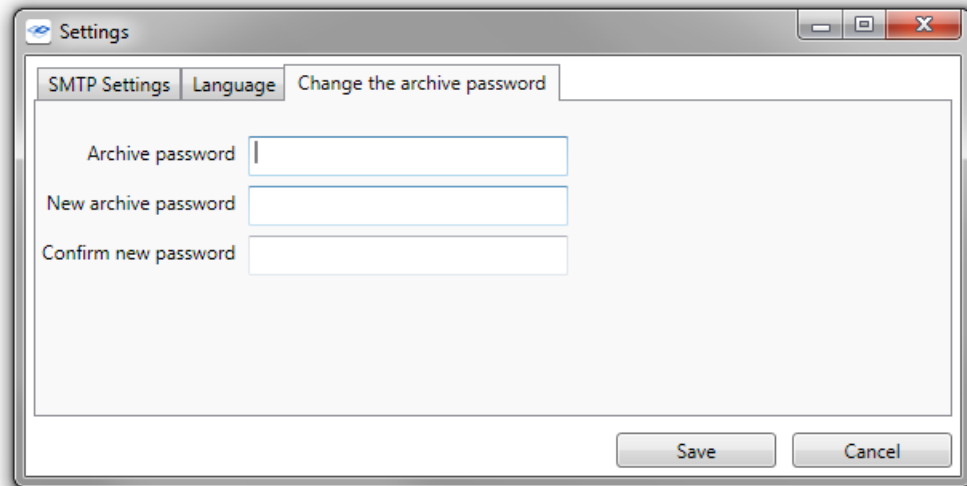 Settings
SMTP Settings Language Change the archive password
Archive password
New archive password
Confirm new password
Save Cancel